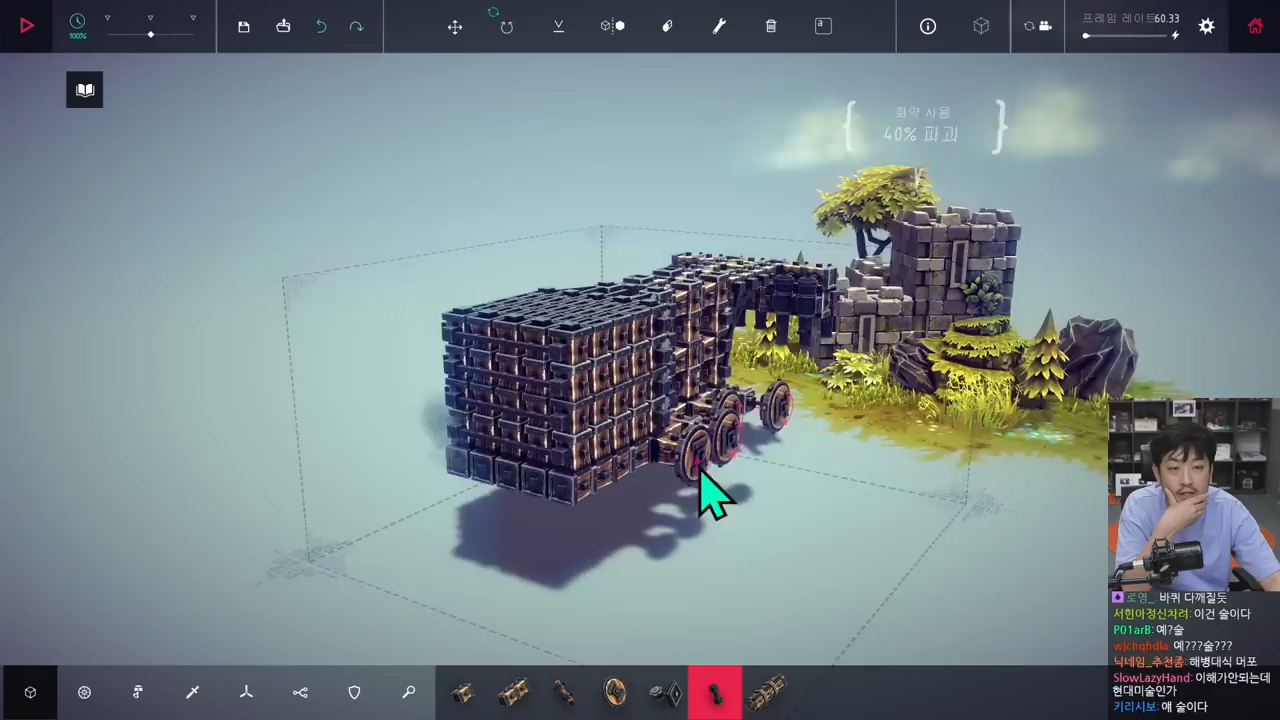 100%
a
프레임 레이트60.33
화약 사용
40% 파괴
로영_ 바퀴 다깨질듯
서현아정신차려: 이건 술이다
P01arB: 예?술
wjchqhdla 예???술???
닉네임_추천좀: 해병대식 머포
SlowLazyHand: 이해가안되는데
현대미술인가
키리시보: 얘 술이다